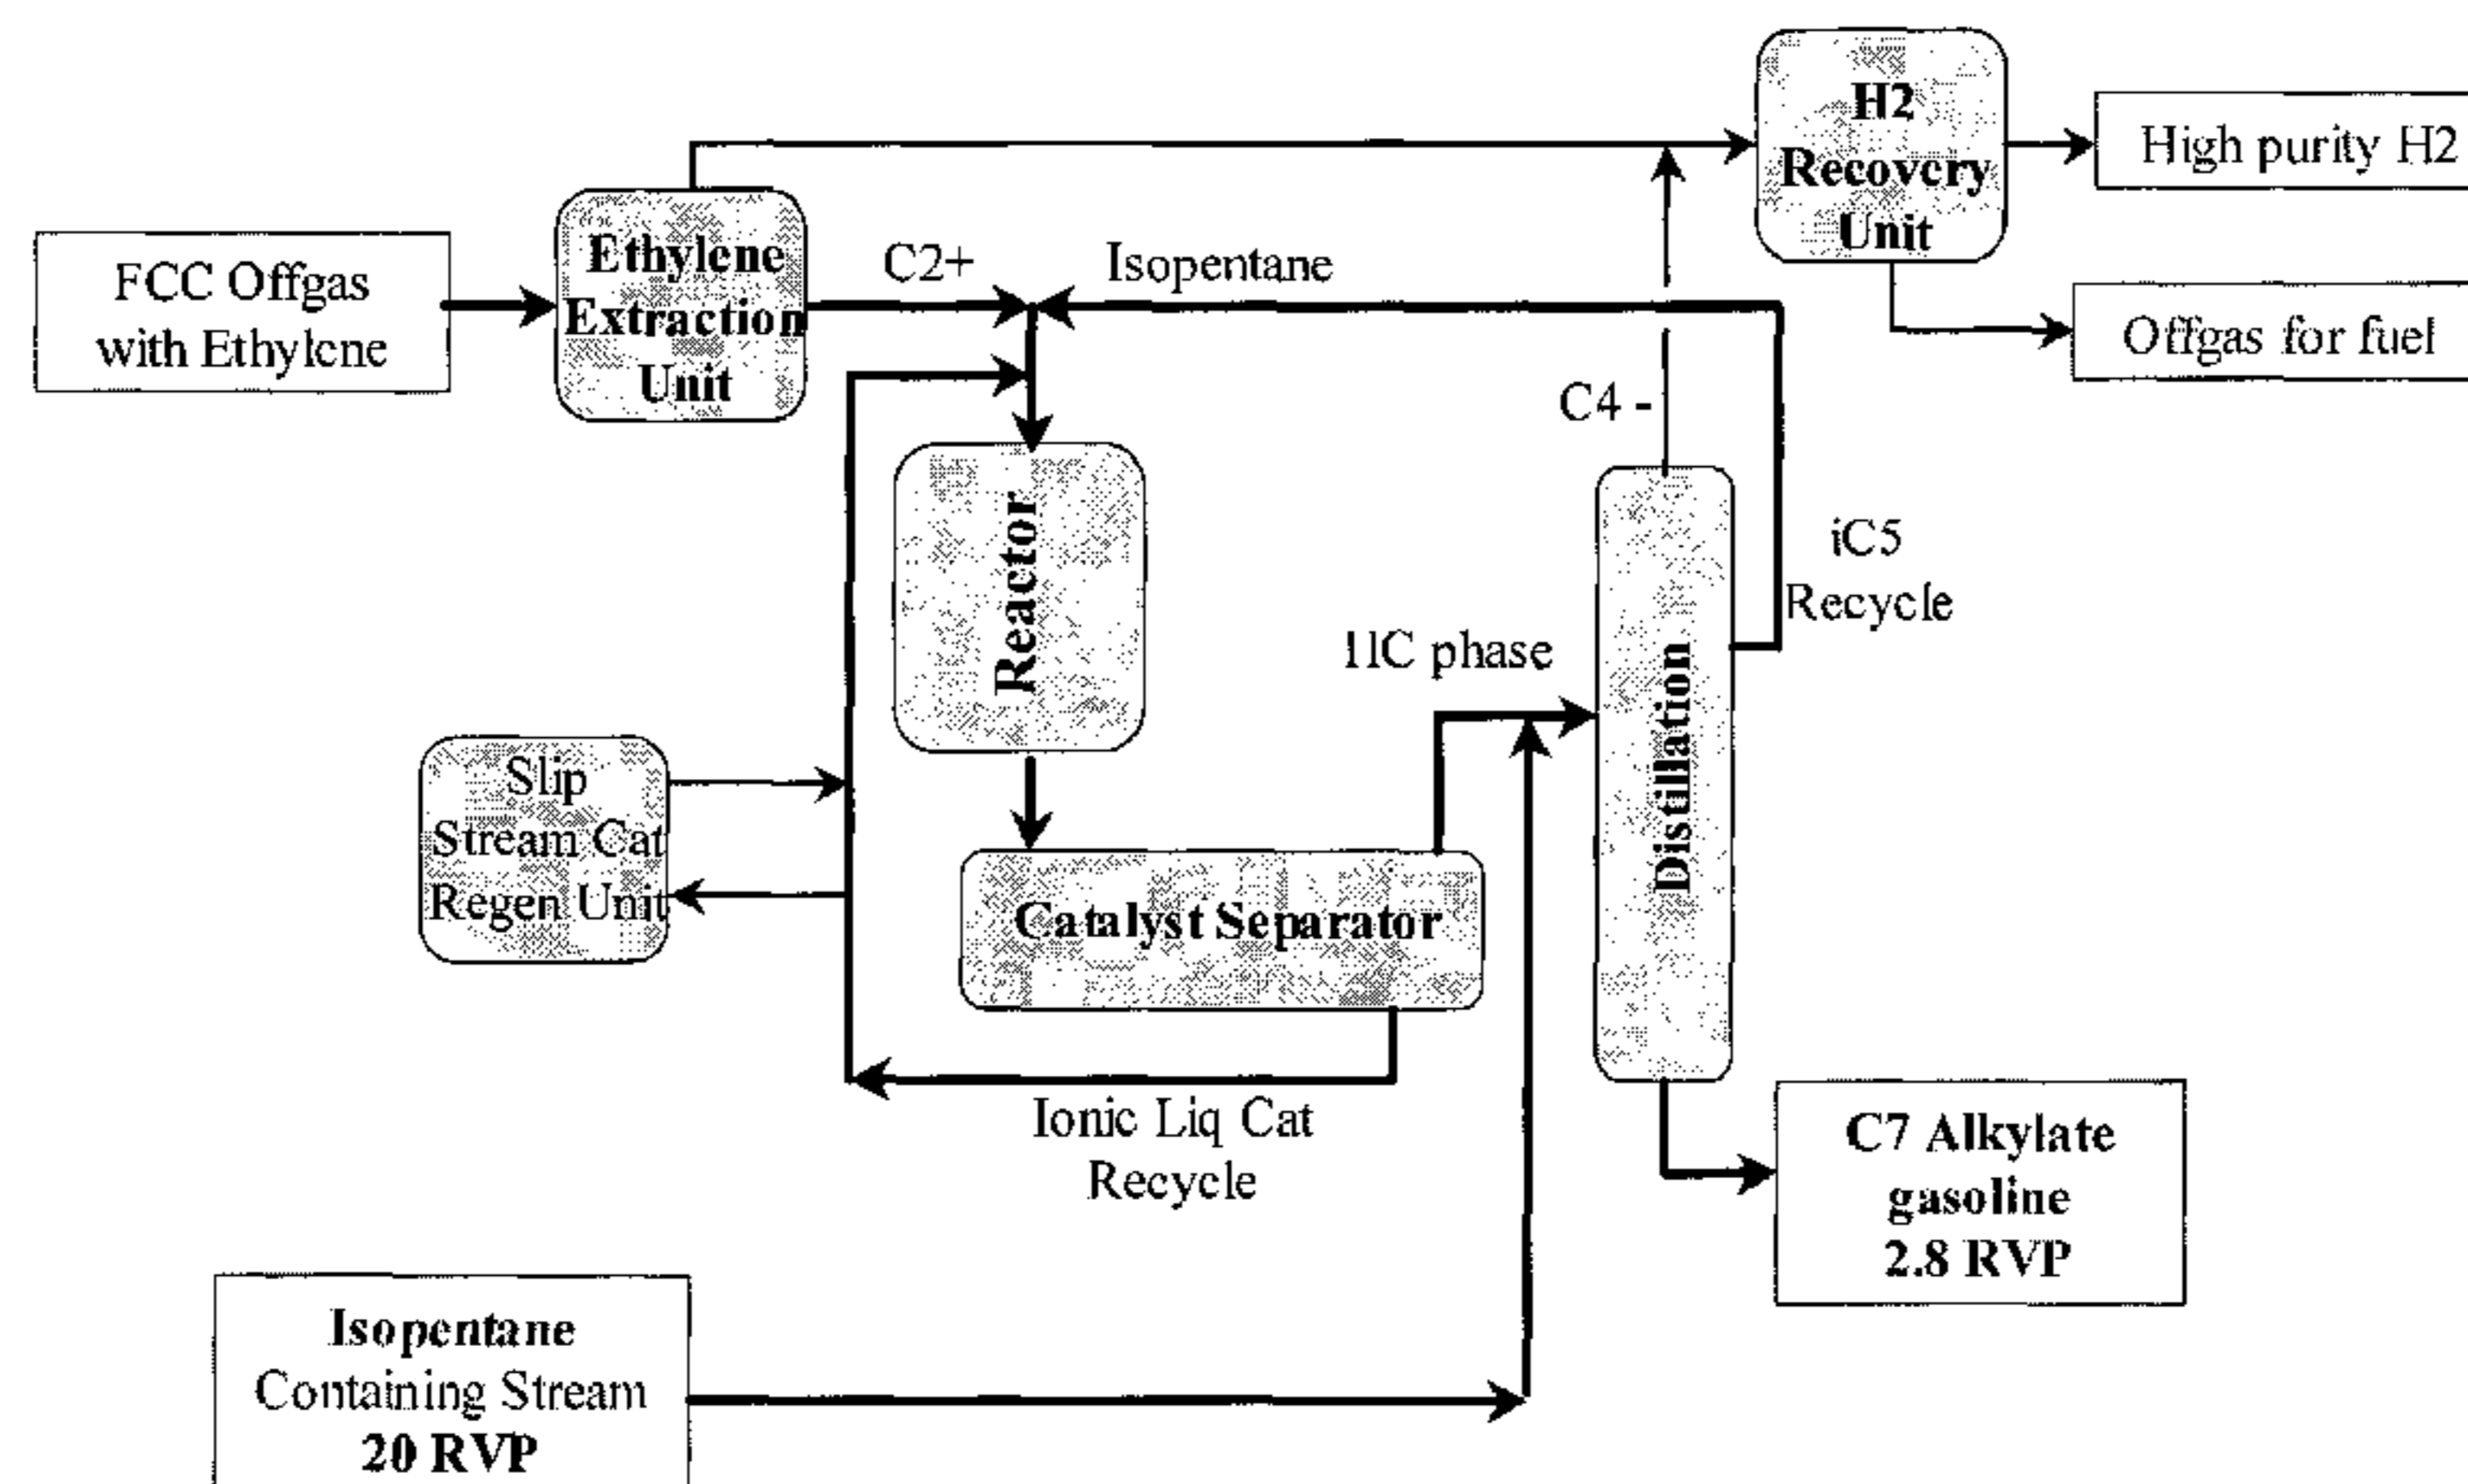 H2
Recovery
Unit
High purity H2
Offgas for fuel
FCC Offgas
with Ethylene
Ethylene
Extraction
Unit
C2+
Isopentane
C4 -
Reactor
iC5
Recycle
HC phase
Distillation
Slip
Stream Cat
Regen Unit
Catalyst Separator
Ionic Liq Cat
Recycle
C7 Alkylate
gasoline
2.8 RVP
Isopentane
Containing Stream
20 RVP